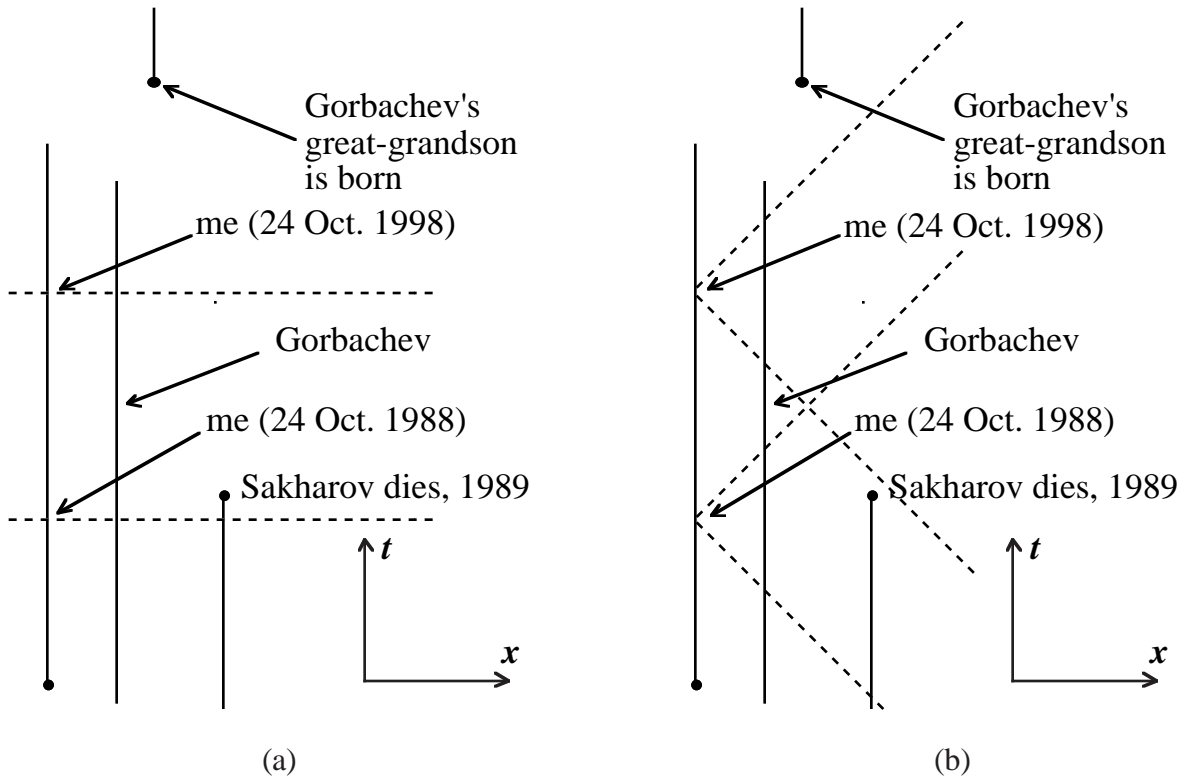 Gorbachev's
great-grandson
is born
me (24 Oct. 1998)
Gorbachev
me (24 Oct. 1988)
Sakharov dies, 1989
t
x
(a)
Gorbachev's
great-grandson
is born
me (24 Oct. 1998)
Gorbachev
me (24 Oct. 1988)
Sakharov dies, 1989
t
x
(b)